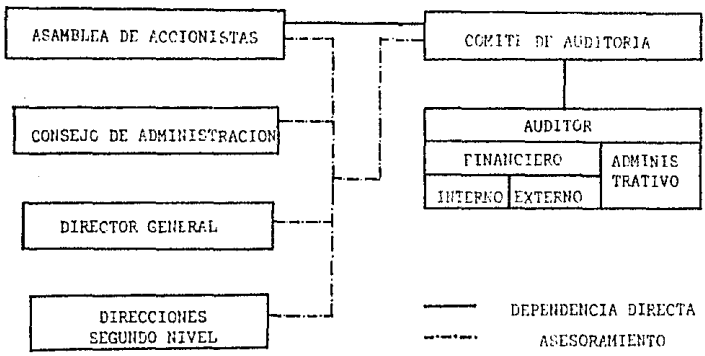 ASAMBLEA DE ACCIONISTAS
COMITE DE AUDITORIA
CONSEJO DE ADMINISTRACION
AUDITOR
FINANCIERO
ADMINIS
TRATIVO
INTERNO EXTERNO
DIRECTOR GENERAL
DIRECCIONES
SEGUNDO NIVEL
DEPENDENCIA DIRECTA
ASESORAMIENTO